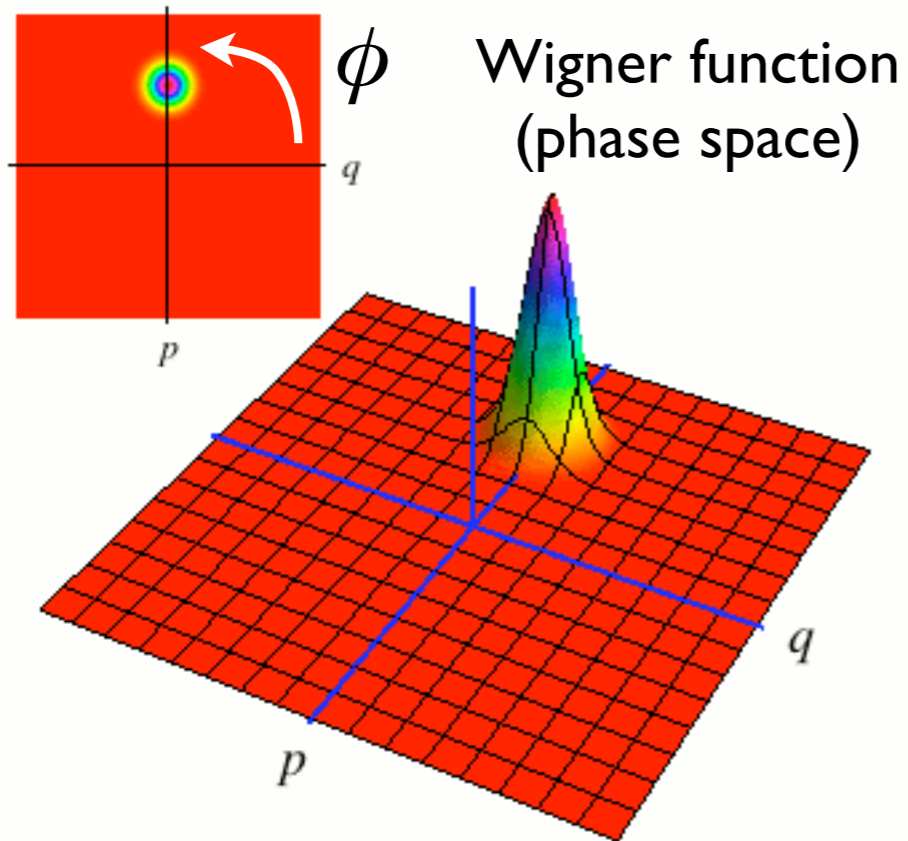 ϕ
Wigner function
(phase space)
q
p
q
p